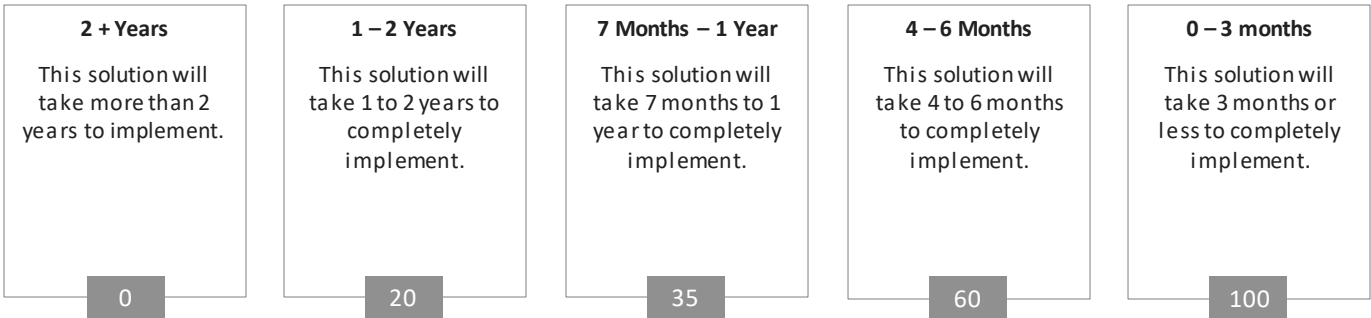 2 + Years
This solution will
take more than 2
years to implement.
0
1 – 2 Years
This solution will
take 1 to 2 years to
completely
implement.
20
7 Months – 1 Year
This solution will
take 7 months to 1
year to completely
implement.
35
4 – 6 Months
This solution will
take 4 to 6 months
to completely
implement.
60
0 – 3 months
This solution will
take 3 months or
less to completely
implement.
100